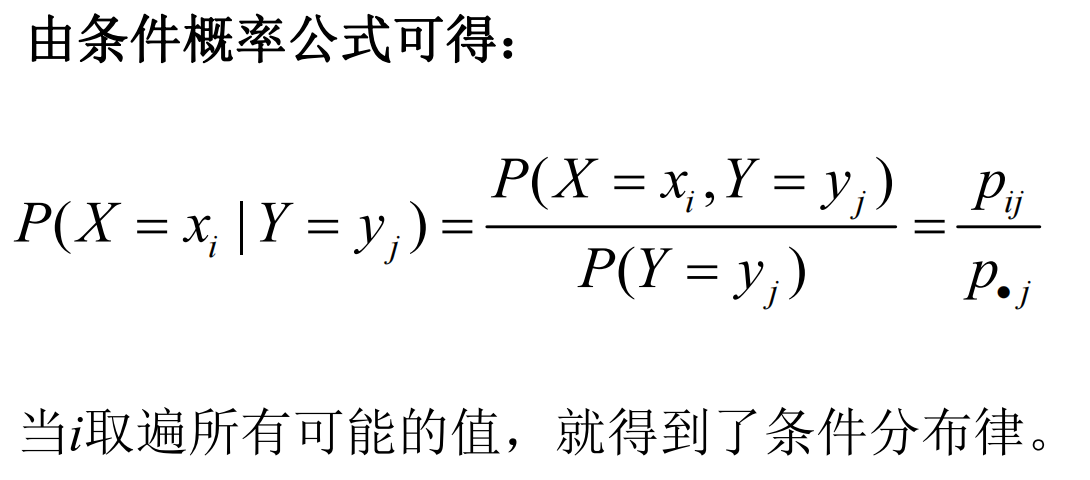 由条件概率公式可得：
P(X = x_i | Y = y_j) = \frac{P(X = x_i, Y = y_j)}{P(Y = y_j)} = \frac{p_{ij}}{p_{\bullet j}}
当i取遍所有可能的值，就得到了条件分布律。